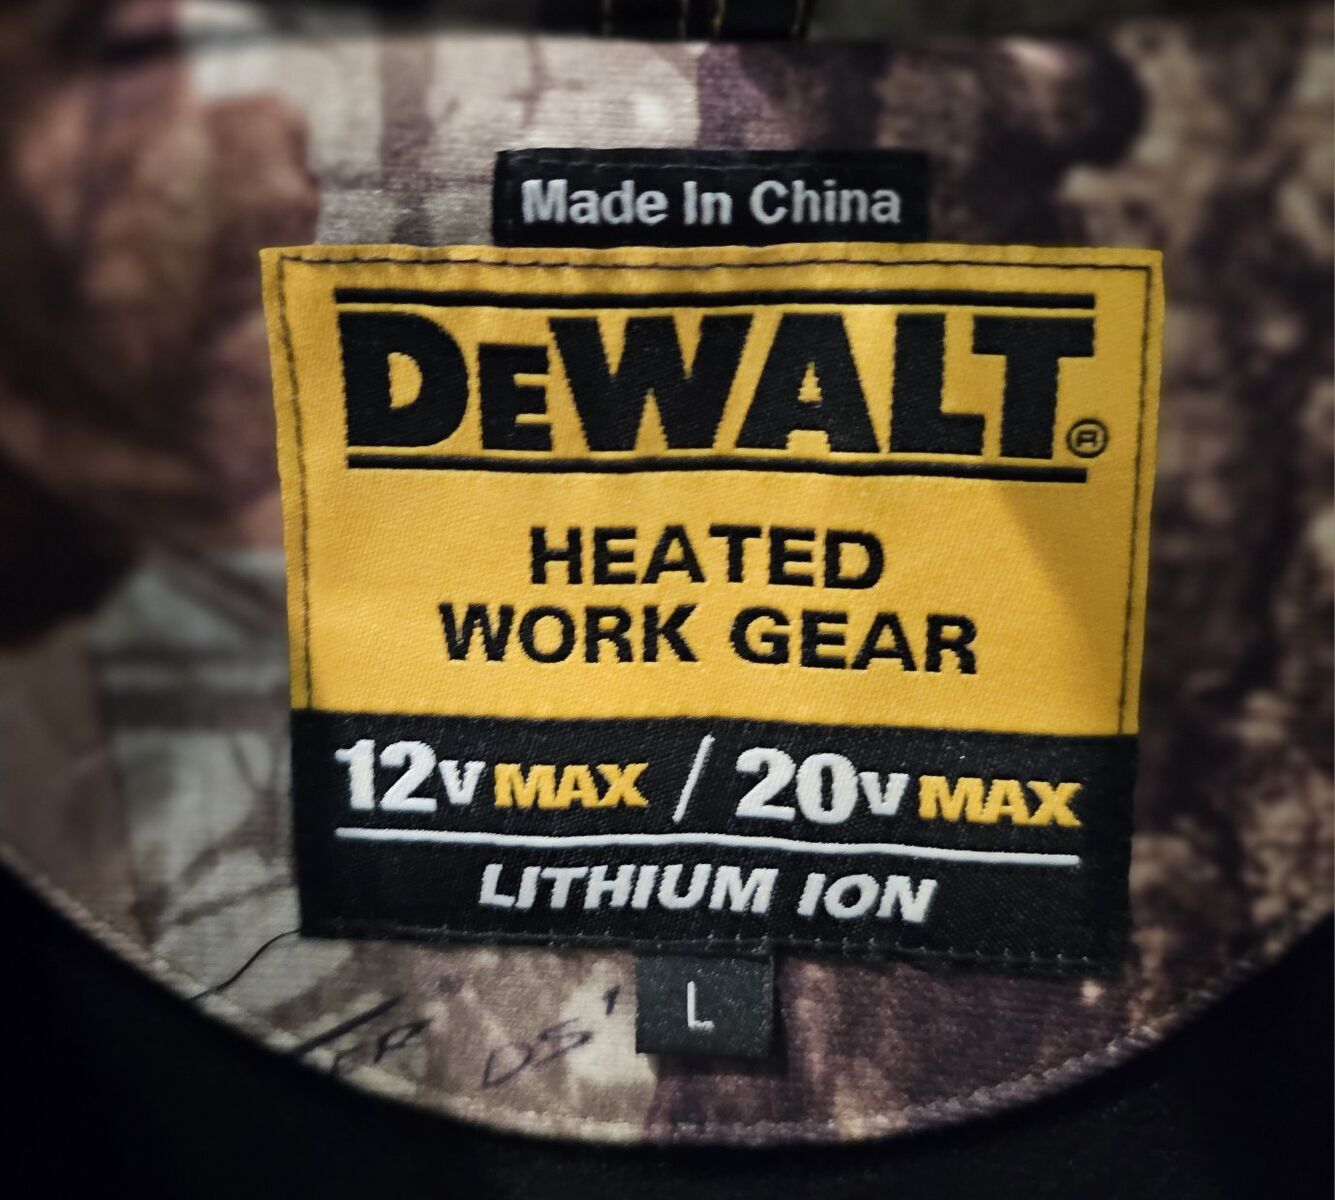 Made In China
DEWALT®
HEATED
WORK GEAR
12V MAX / 20V MAX
LITHIUM ION
L